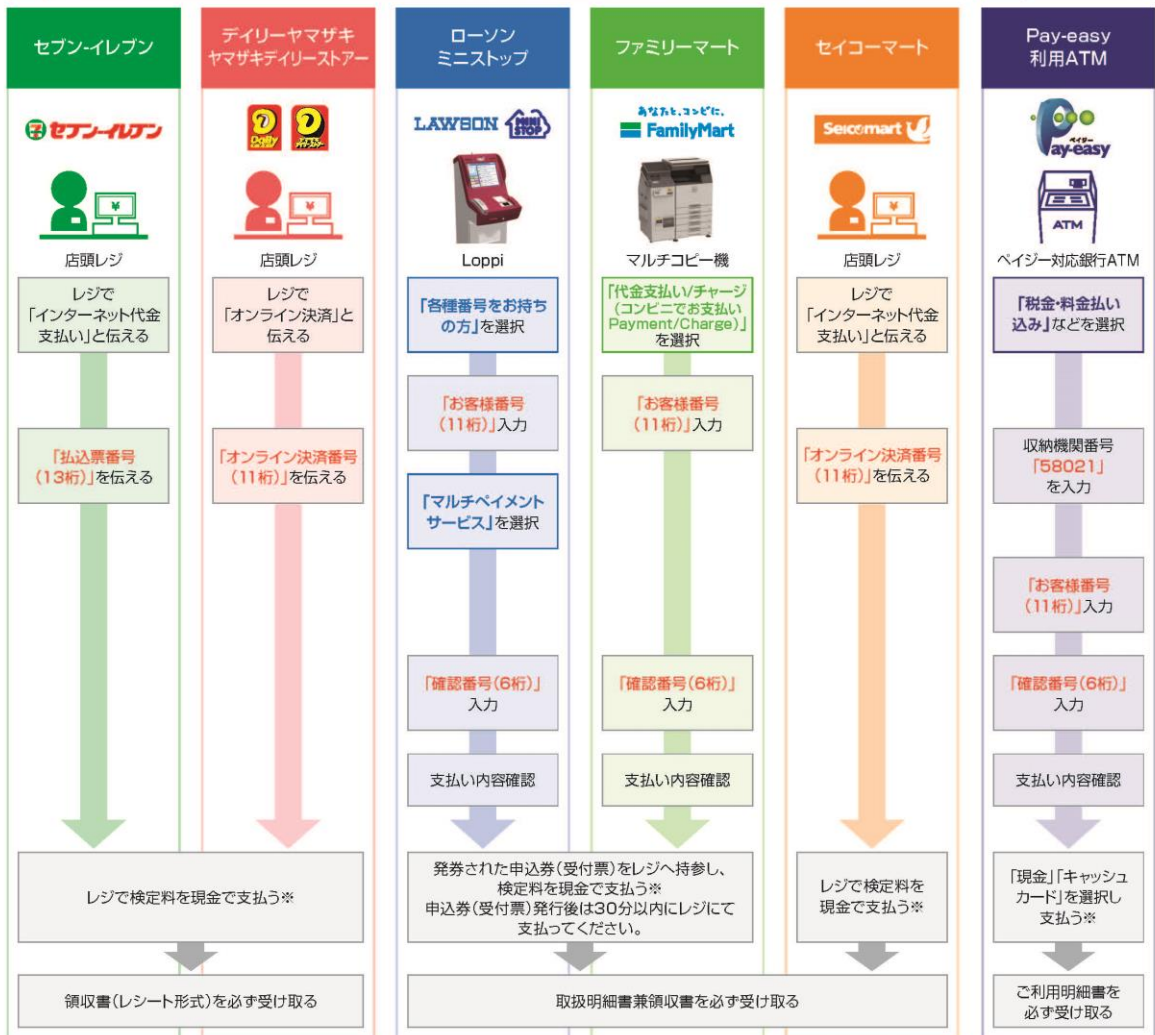 セブン-イレブン
セブン-イレブン
¥
店頭レジ
レジで
「インターネット代金
支払い」と伝える
「払込票番号
(13桁)」を伝える
デイリーヤマザキ
ヤマザキデイリーストアー
¥
店頭レジ
レジで
「オンライン決済」と
伝える
「オンライン決済番号
(11桁)」を伝える
レジで検定料を現金で支払う※
領収書(レシート形式)を必ず受け取る
ローソン
ミニストップ
LAWSON
MINI
STOP
Loppi
「各種番号をお持ち
の方」を選択
「お客様番号
(11桁)」入力
「マルチペイメント
サービス」を選択
「確認番号(6桁)」
入力
支払い内容確認
ファミリーマート
あなたと、コンビに、
FamilyMart
マルチコピー機
「代金支払い/チャージ
(コンビニでお支払い
Payment/Charge)」
を選択
「お客様番号
(11桁)」入力
「確認番号(6桁)」
入力
支払い内容確認
発券された申込券(受付票)をレジへ持参し、
検定料を現金で支払う※
申込券(受付票)発行後は30分以内にレジにて
支払ってください。
セイコーマート
Seicomart
¥
店頭レジ
レジで
「インターネット代金
支払い」と伝える
「オンライン決済番号
(11桁)」を伝える
レジで検定料を
現金で支払う※
取扱明細書兼領収書を必ず受け取る
Pay-easy
利用ATM
ペイジー
Pay-easy
ATM
ペイジー対応銀行ATM
「税金・料金払い
込み」などを選択
収納機関番号
「58021」
を入力
「お客様番号
(11桁)」入力
「確認番号(6桁)」
入力
支払い内容確認
「現金」「キャッシュ
カード」を選択し
支払う※
ご利用明細書を
必ず受け取る